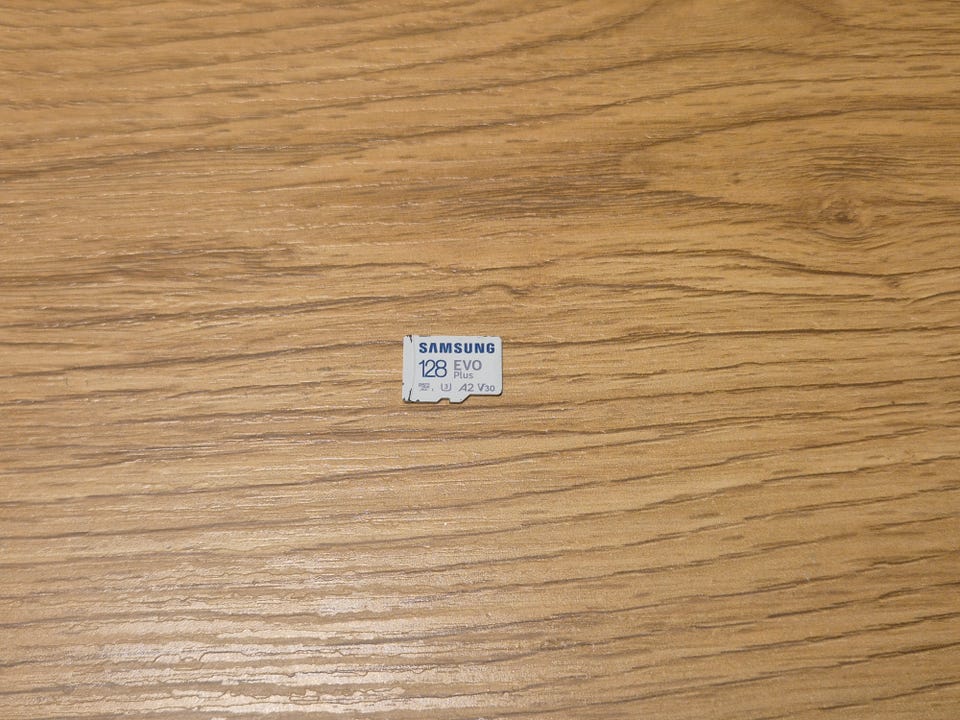 SAMSUNG
128 EVO
Plus
A2 V30